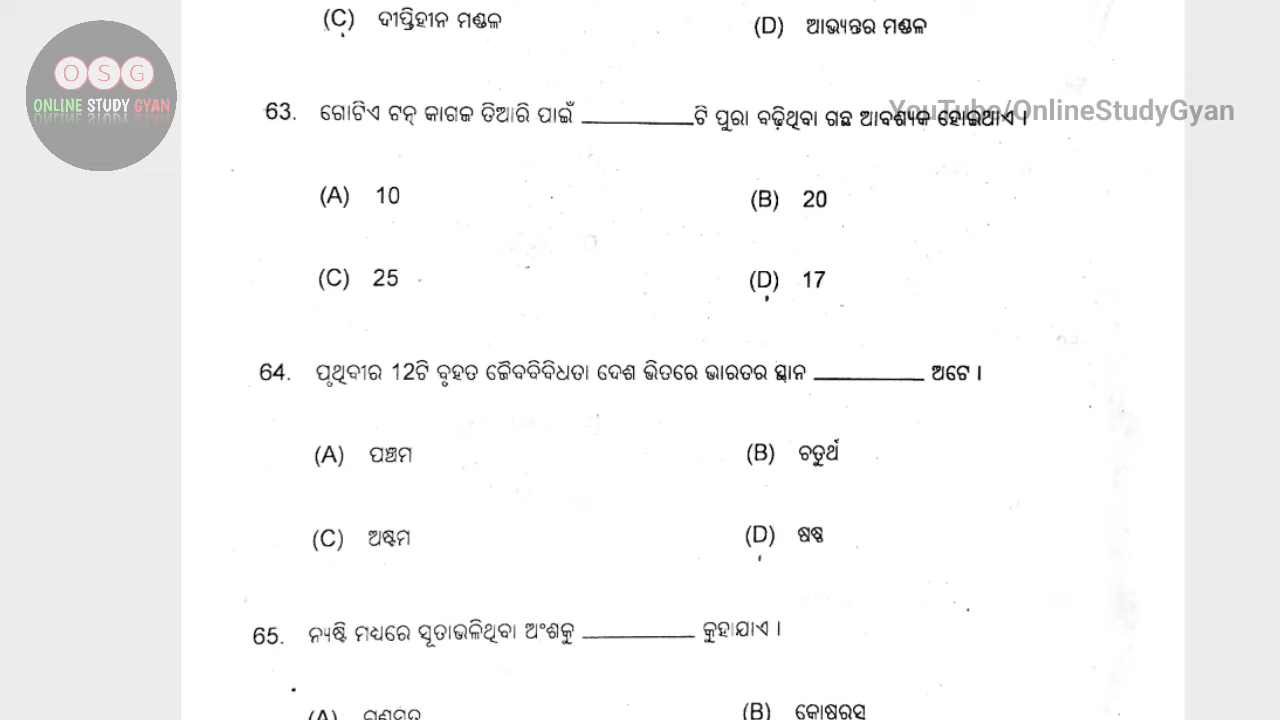 (C) ଦୀପ୍ତିହୀନ ମଣ୍ଡଳ (D) ଆଭ୍ୟନ୍ତର ମଣ୍ଡଳ
OSG
ONLINE STUDY GYAN
63. ଗୋଟିଏ ଟନ୍ କାଗଜ ତିଆରି ପାଇଁ __________ଟି ପୁରା ବଢ଼ିଥିବା ଗଛ ଆବଶ୍ୟକ ହୋଇଥାଏ ।
YouTube/OnlineStudyGyan
(A) 10 (B) 20
(C) 25 (D) 17
64. ପୃଥିବୀର 12ଟି ବୃହତ ଜୈବବିବିଧତା ଦେଶ ଭିତରେ ଭାରତର ସ୍ଥାନ __________ ଅଟେ ।
(A) ପଞ୍ଚମ (B) ଚତୁର୍ଥ
(C) ଅଷ୍ଟମ (D) ଷଷ୍ଠ
65. ନ୍ୟଷ୍ଟି ମଧ୍ୟରେ ସୂତାଭଳିଥିବା ଅଂଶକୁ __________ କୁହାଯାଏ ।
(A) ଗୁଣସୂତ୍ର (B) କୋଷରସ